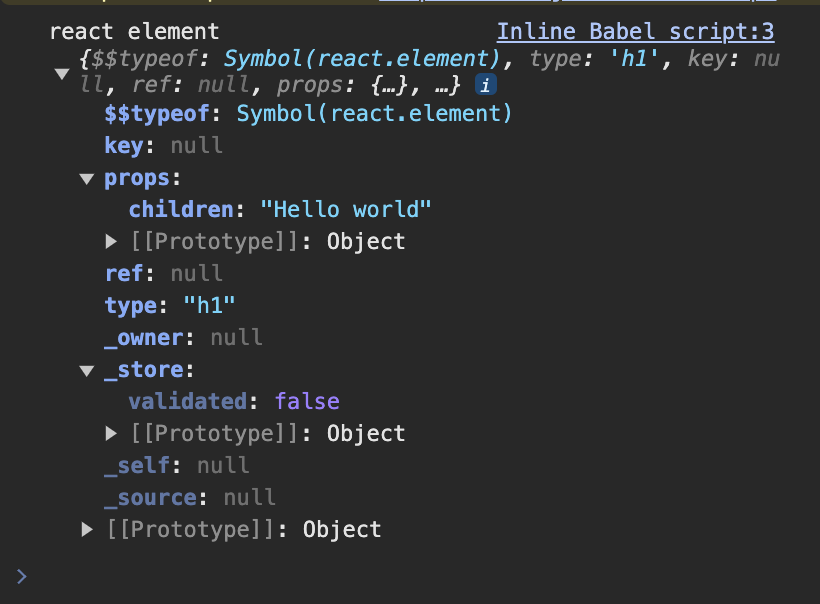 react element
Inline Babel script:3
{$$typeof: Symbol(react.element), type: 'h1', key: nu
ll, ref: null, props: {…}, …} i
$$typeof: Symbol(react.element)
key: null
props:
children: "Hello world"
[[Prototype]]: Object
ref: null
type: "h1"
_owner: null
_store:
validated: false
[[Prototype]]: Object
_self: null
_source: null
[[Prototype]]: Object